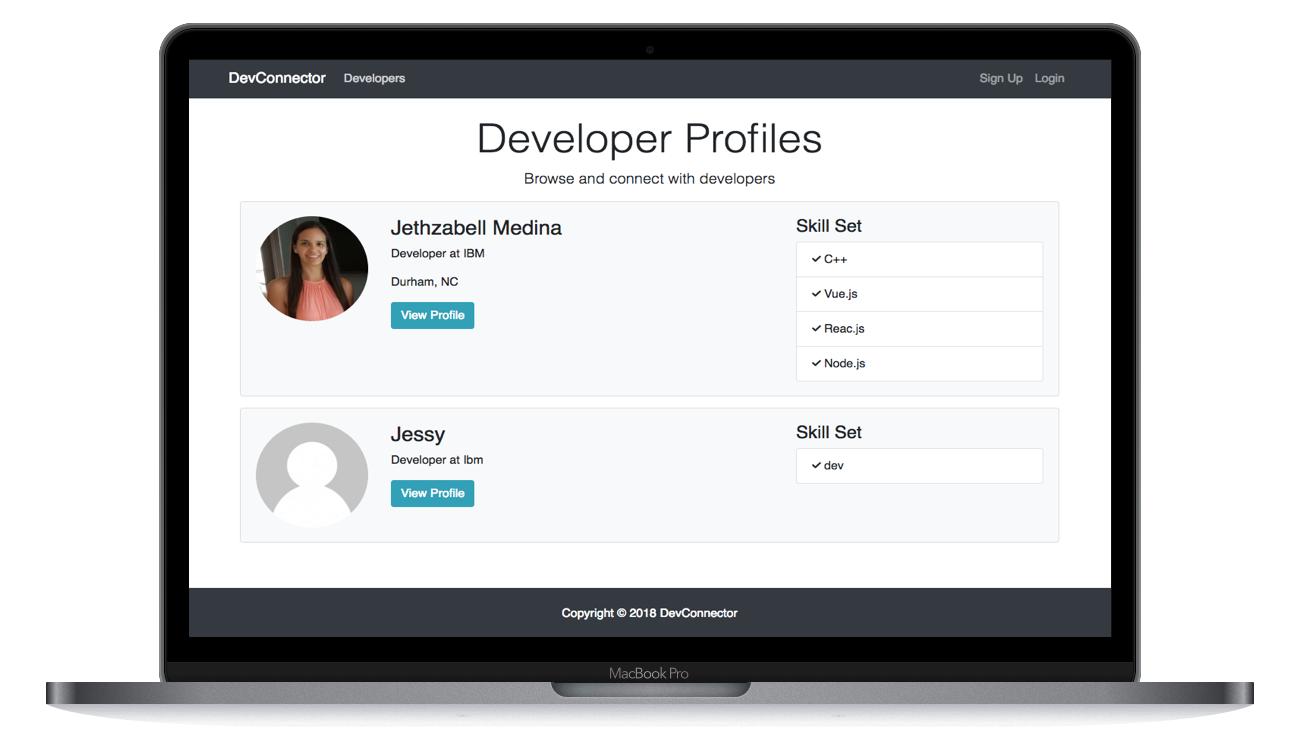 DevConnector Developers Sign Up Login
Developer Profiles
Browse and connect with developers
Jethzabell Medina
Developer at IBM
Durham, NC
View Profile
Skill Set
C++
Vue.js
Reac.js
Node.js
Jessy
Developer at Ibm
View Profile
Skill Set
dev
Copyright © 2018 DevConnector
MacBook Pro